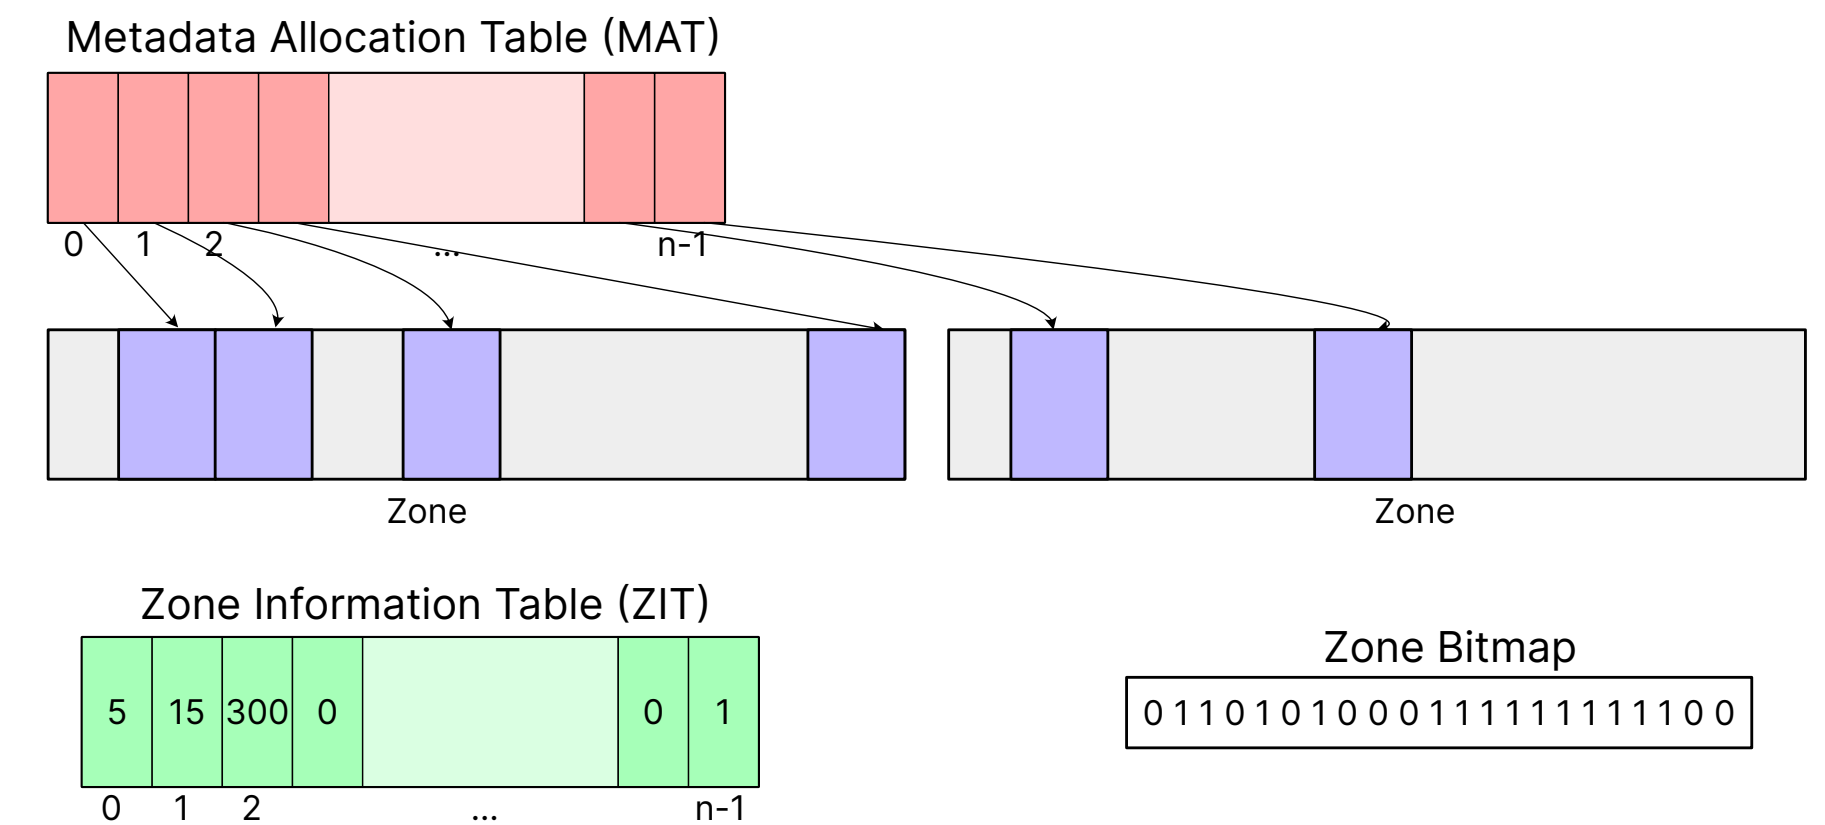 Metadata Allocation Table (MAT)
0 1 2 ... n-1
Zone Zone
Zone Information Table (ZIT)
5 15 300 0 0 1
0 1 2 ... n-1
Zone Bitmap
0 1 1 0 1 0 1 0 0 0 1 1 1 1 1 1 1 1 1 0 0